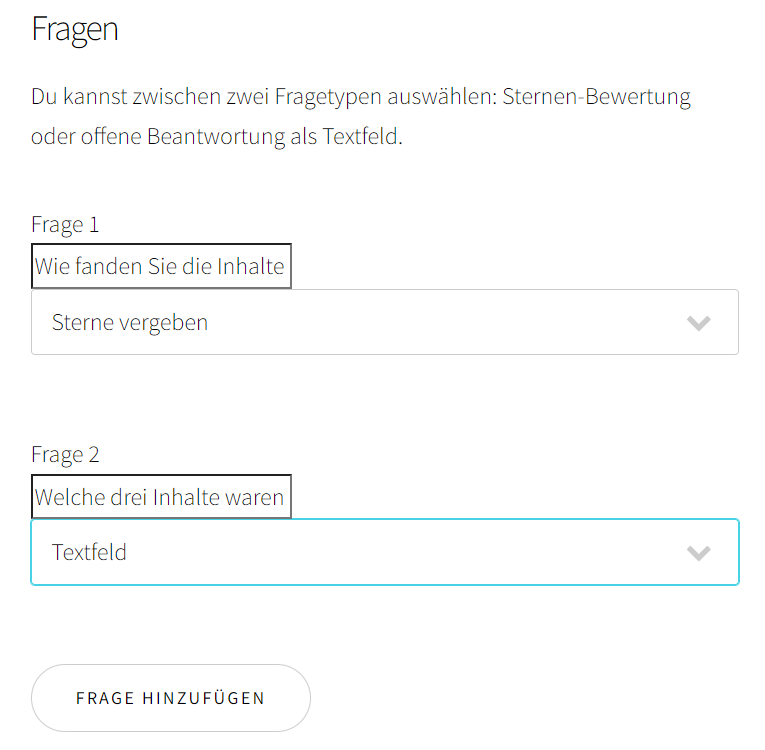 Fragen
Du kannst zwischen zwei Fragetypen auswählen: Sternen-Bewertung
oder offene Beantwortung als Textfeld.
Frage 1
Wie fanden Sie die Inhalte
Sterne vergeben
Frage 2
Welche drei Inhalte waren
Textfeld
FRAGE HINZUFÜGEN